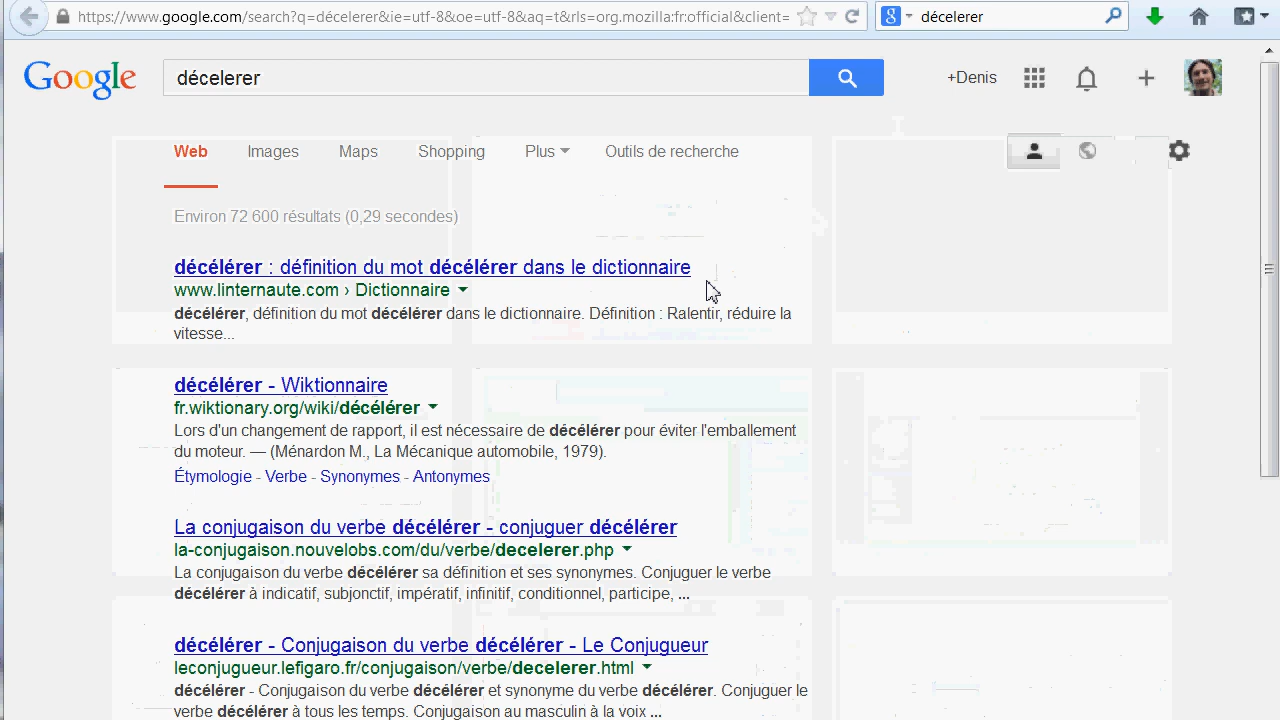 https://www.google.com/search?q=décelerer&ie=utf-8&oe=utf-8&aq=t&rls=org.mozilla:fr:official&client=
décelerer
Google
décelerer
+Denis
Web Images Maps Shopping Plus Outils de recherche
Environ 72 600 résultats (0,29 secondes)
décélérer : définition du mot décélérer dans le dictionnaire
www.linternaute.com › Dictionnaire
décélérer, définition du mot décélérer dans le dictionnaire. Définition : Ralentir, réduire la
vitesse...
décélérer - Wiktionnaire
fr.wiktionary.org/wiki/décélérer
Lors d'un changement de rapport, il est nécessaire de décélérer pour éviter l'emballement
du moteur. — (Ménardon M., La Mécanique automobile, 1979).
Étymologie - Verbe - Synonymes - Antonymes
La conjugaison du verbe décélérer - conjuguer décélérer
la-conjugaison.nouvelobs.com/du/verbe/decelerer.php
La conjugaison du verbe décélérer sa définition et ses synonymes. Conjuguer le verbe
décélérer à indicatif, subjonctif, impératif, infinitif, conditionnel, participe, ...
décélérer - Conjugaison du verbe décélérer - Le Conjugueur
leconjugueur.lefigaro.fr/conjugaison/verbe/decelerer.html
décélérer - Conjugaison du verbe décélérer et synonyme du verbe décélérer. Conjuguer le
verbe décélérer à tous les temps. Conjugaison au masculin à la voix ...